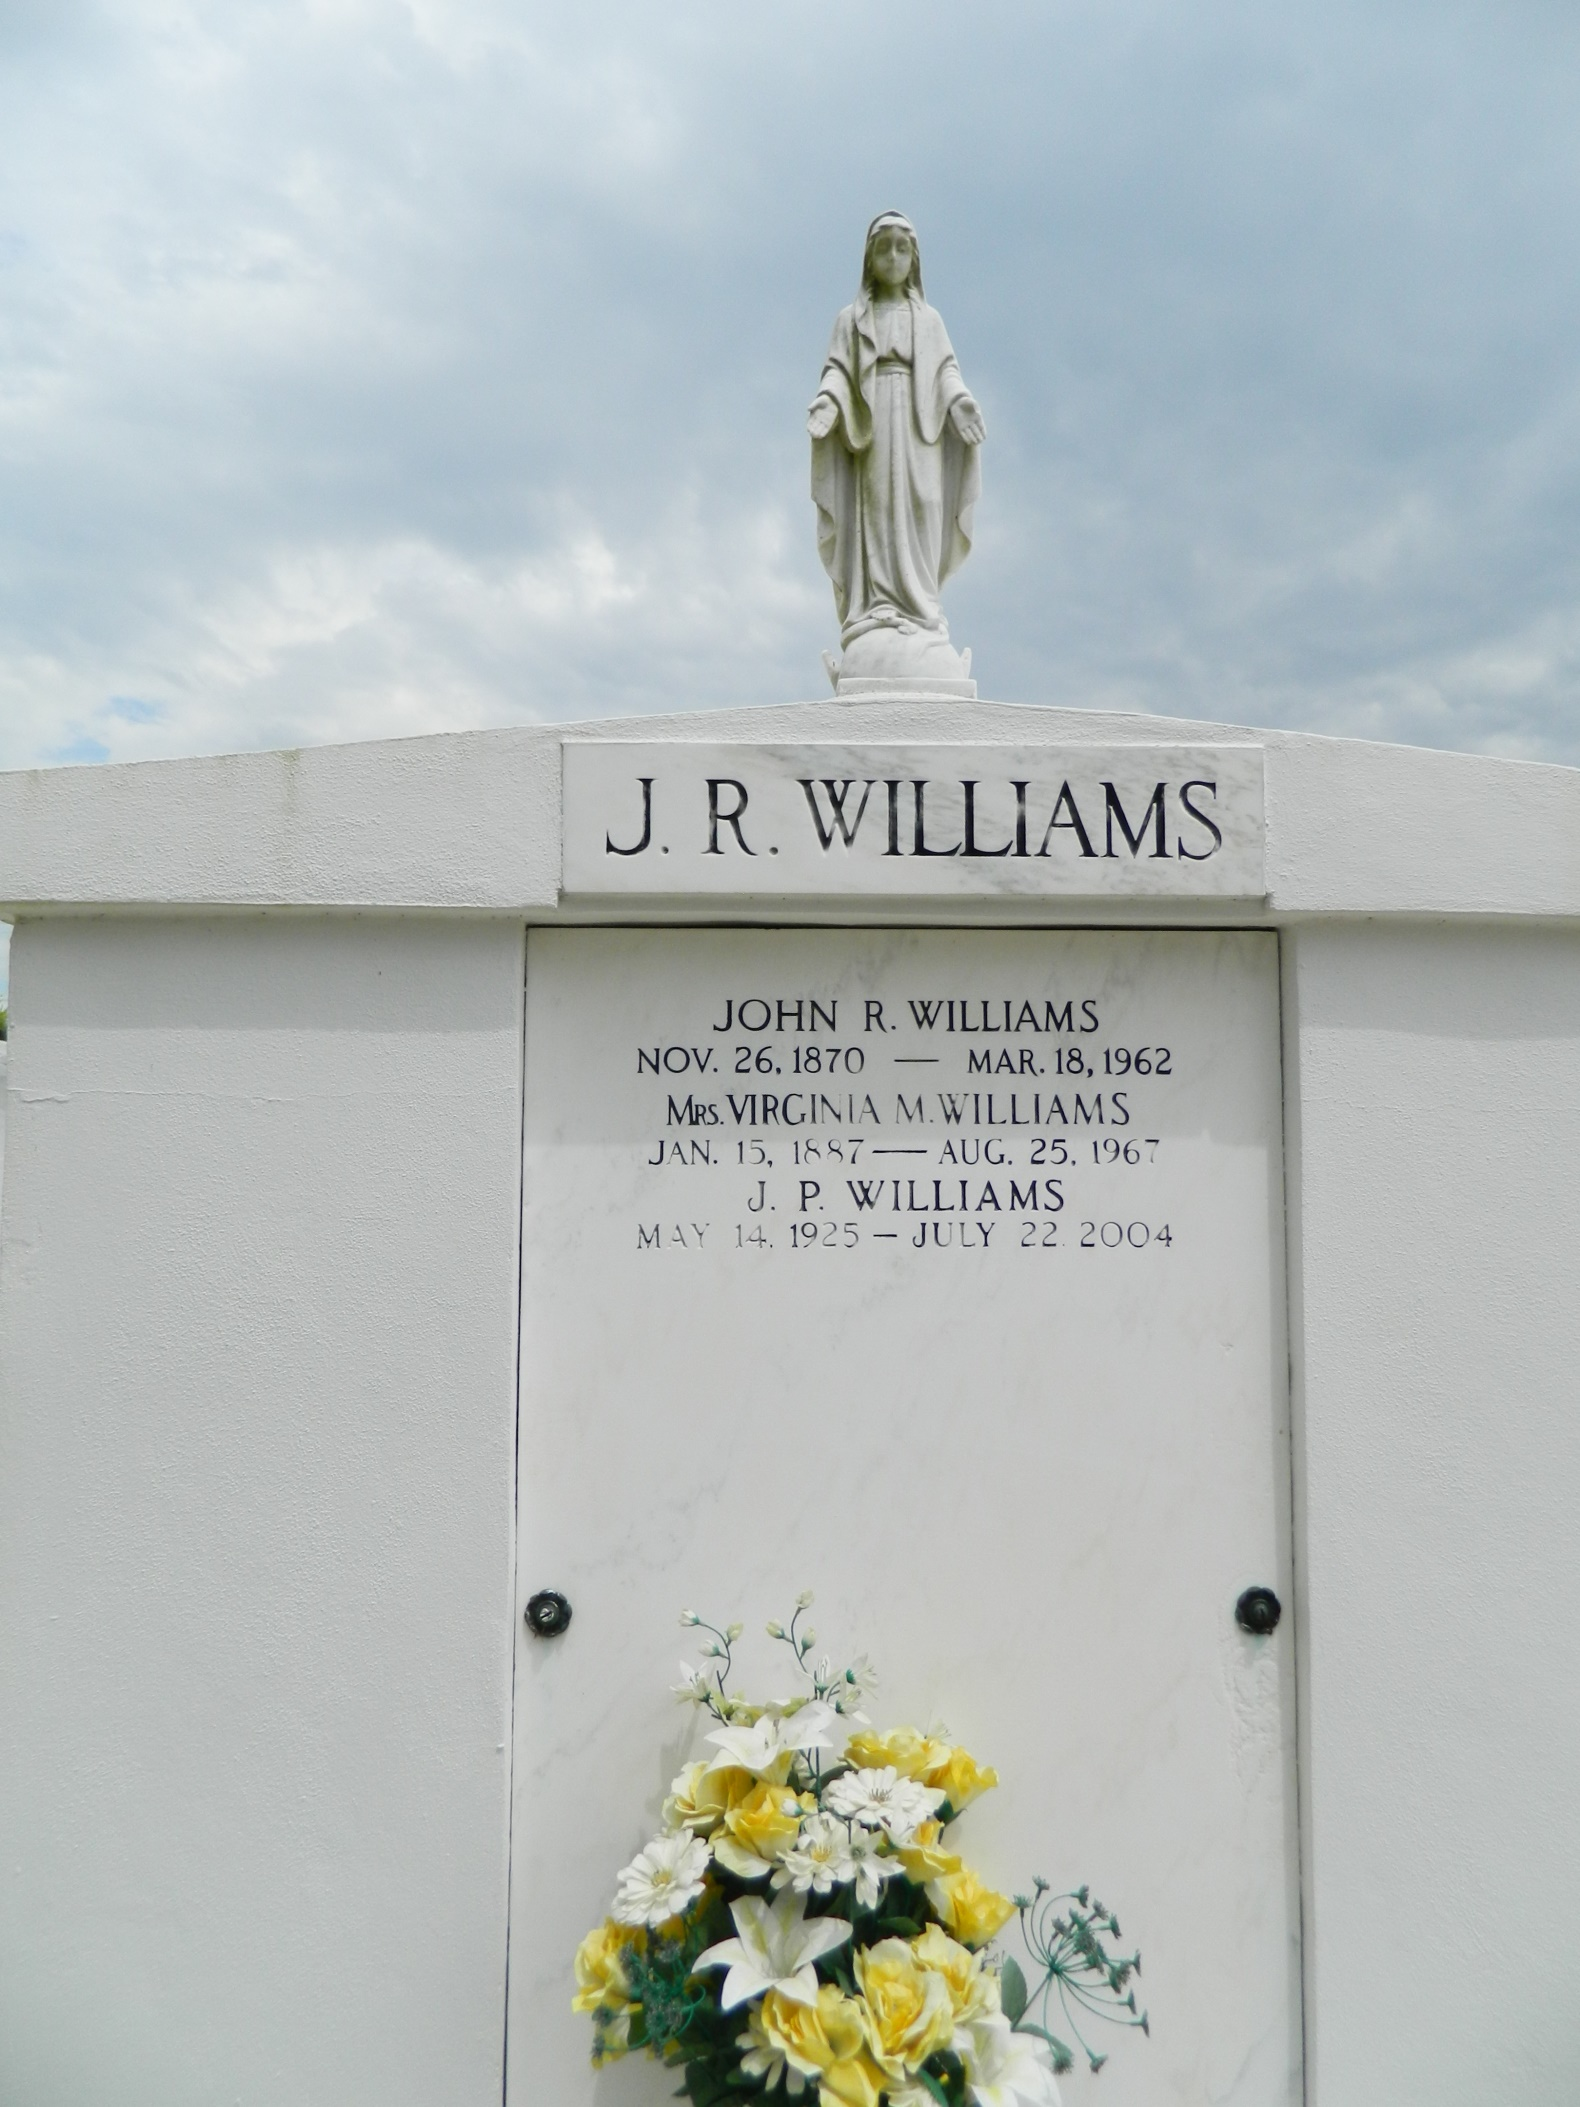 J. R. WILLIAMS
JOHN R. WILLIAMS
NOV. 26, 1870 — MAR. 18, 1962
MRS. VIRGINIA M. WILLIAMS
JAN. 15, 1887 — AUG. 25, 1967
J. P. WILLIAMS
MAY 14, 1925 – JULY 22, 2004